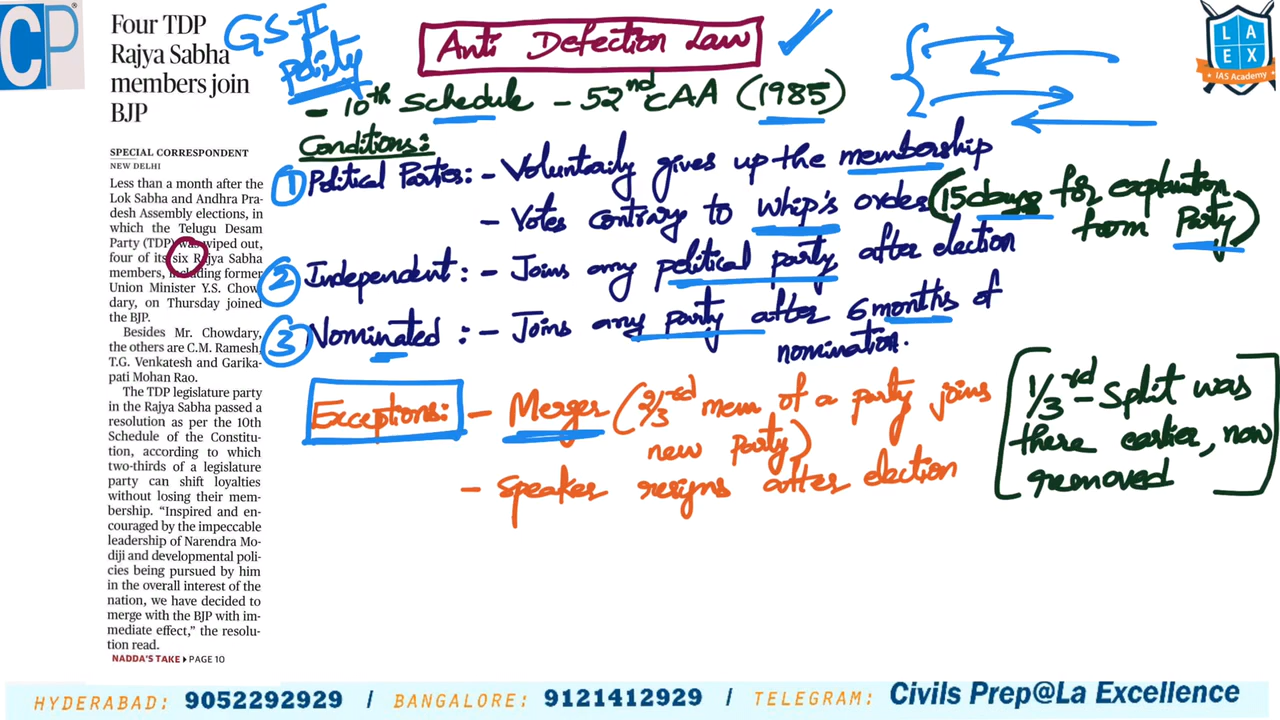 CP
Four TDP
Rajya Sabha
members join
BJP
SPECIAL CORRESPONDENT
NEW DELHI
Less than a month after the
Lok Sabha and Andhra Pra-
desh Assembly elections, in
which the Telugu Desam
Party (TDP) was wiped out,
four of its six Rajya Sabha
members, including former
Union Minister Y.S. Chow
dary, on Thursday joined
the BJP.
Besides Mr. Chowdary,
the others are C.M. Ramesh,
T.G. Venkatesh and Garika-
pati Mohan Rao.
The TDP legislature party
in the Rajya Sabha passed a
resolution as per the 10th
Schedule of the Constitu-
tion, according to which
two-thirds of a legislature
party can shift loyalties
without losing their mem-
bership. “Inspired and en-
couraged by the impeccable
leadership of Narendra Mo-
diji and developmental poli-
cies being pursued by him
in the overall interest of the
nation, we have decided to
merge with the BJP with im-
mediate effect,” the resolu-
tion read.
NADDA'S TAKE ▸ PAGE 10
GS-II
polity
Anti Defection Law
- 10th Schedule - 52nd CAA (1985)
Conditions:
① Political Parties: - Voluntaily gives up the membership
- Votes contrary to Whip's order (15 days for explanation
from Party)
② Independent: - Joins any political party after election
③ Nominated: - Joins any party after 6 months of
nomination.
Exceptions: - Merger (2/3rd mem of a party joins
new party)
- Speaker resigns after election
[1/3rd - Split was
there earlier, now
removed]
LA
EX
IAS Academy
HYDERABAD: 9052292929 / BANGALORE: 9121412929 / TELEGRAM: Civils Prep@La Excellence